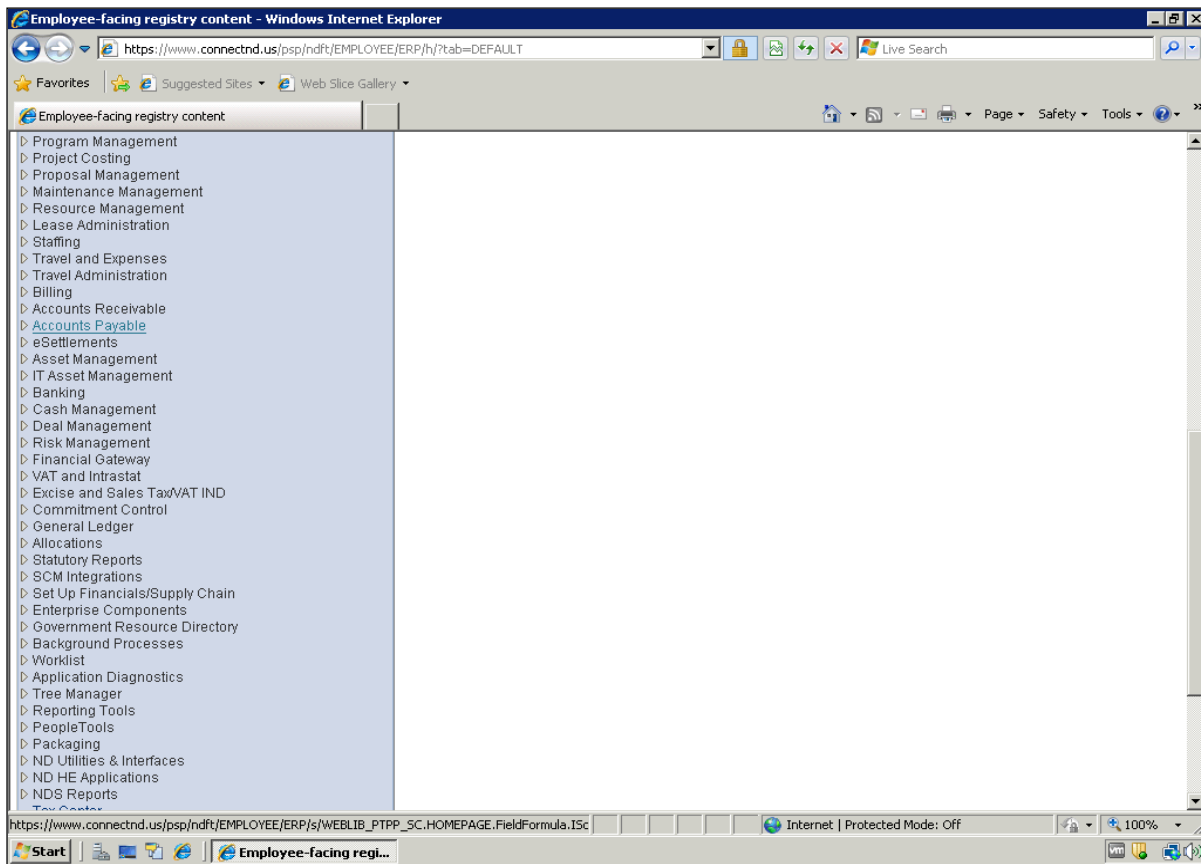 Employee-facing registry content - Windows Internet Explorer
https://www.connectnd.us/psp/ndft/EMPLOYEE/ERP/h/?tab=DEFAULT
Live Search
Favorites Suggested Sites Web Slice Gallery
Employee-facing registry content Page Safety Tools
Program Management
Project Costing
Proposal Management
Maintenance Management
Resource Management
Lease Administration
Staffing
Travel and Expenses
Travel Administration
Billing
Accounts Receivable
Accounts Payable
eSettlements
Asset Management
IT Asset Management
Banking
Cash Management
Deal Management
Risk Management
Financial Gateway
VAT and Intrastat
Excise and Sales Tax/VAT IND
Commitment Control
General Ledger
Allocations
Statutory Reports
SCM Integrations
Set Up Financials/Supply Chain
Enterprise Components
Government Resource Directory
Background Processes
Worklist
Application Diagnostics
Tree Manager
Reporting Tools
PeopleTools
Packaging
ND Utilities & Interfaces
ND HE Applications
NDS Reports
Tax Center
https://www.connectnd.us/psp/ndft/EMPLOYEE/ERP/s/WEBLIB_PTPP_SC.HOMEPAGE.FieldFormula.ISc Internet | Protected Mode: Off 100%
Start Employee-facing regi...